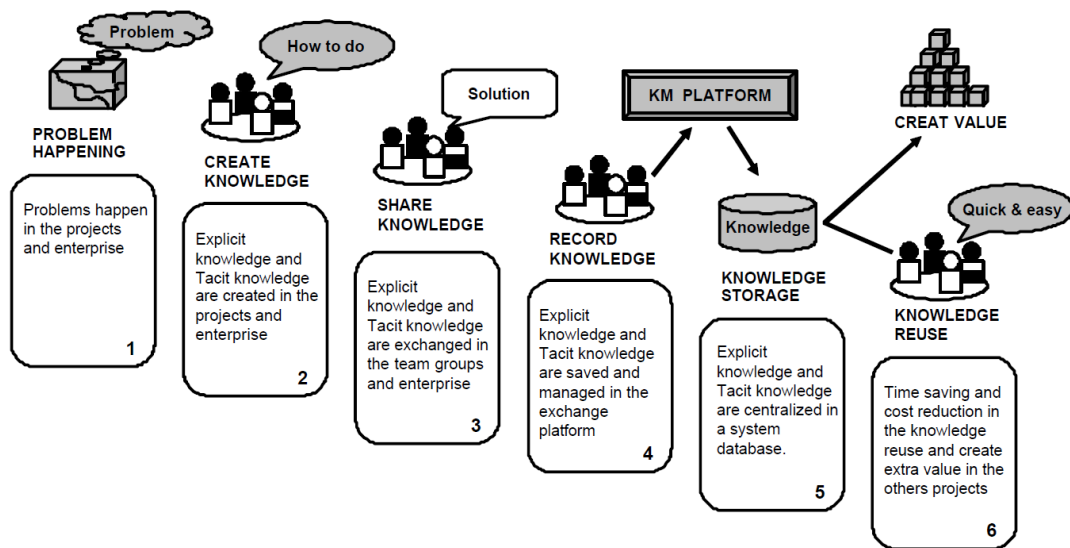 Problem
PROBLEM
HAPPENING
Problems happen
in the projects
and enterprise
1
How to do
CREATE
KNOWLEDGE
Explicit
knowledge and
Tacit knowledge
are created in the
projects and
enterprise
2
Solution
SHARE
KNOWLEDGE
Explicit
knowledge and
Tacit knowledge
are exchanged in
the team groups
and enterprise
3
RECORD
KNOWLEDGE
Explicit
knowledge and
Tacit knowledge
are saved and
managed in the
exchange
platform
4
KM PLATFORM
Knowledge
KNOWLEDGE
STORAGE
Explicit
knowledge and
Tacit knowledge
are centralized in
a system
database.
5
CREAT VALUE
Quick & easy
KNOWLEDGE
REUSE
Time saving and
cost reduction in
the knowledge
reuse and create
extra value in the
others projects
6